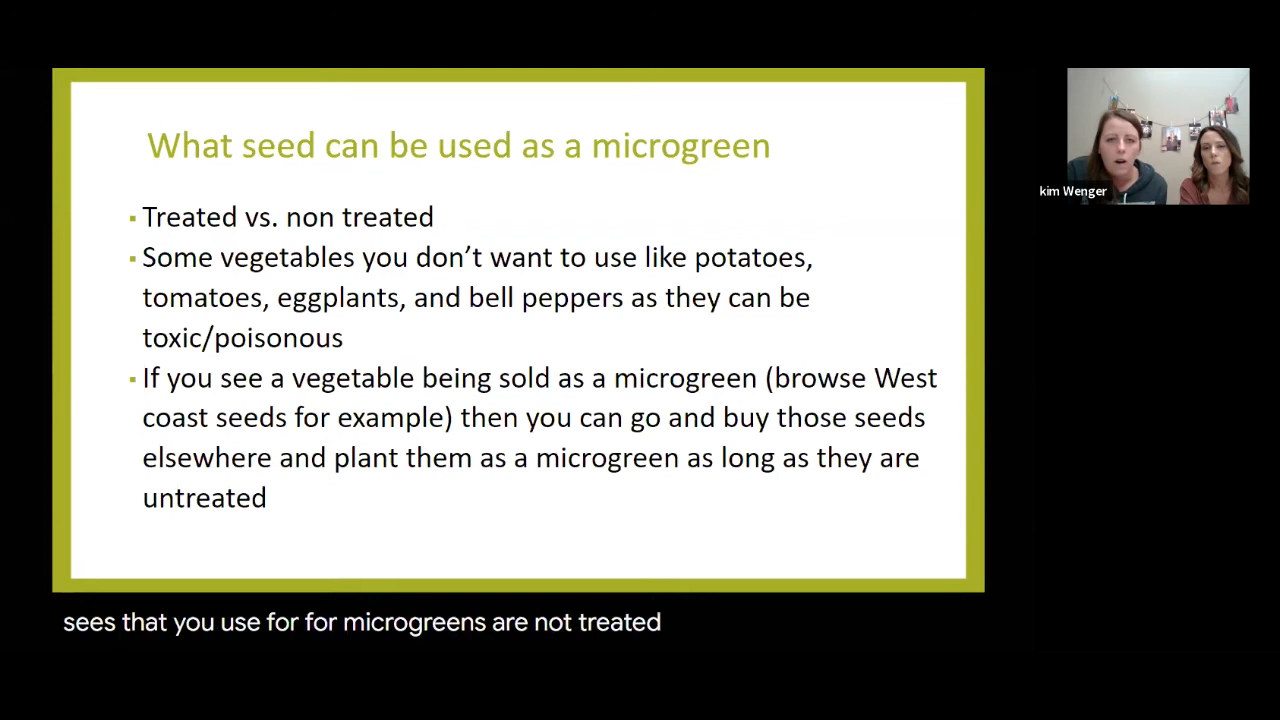 What seed can be used as a microgreen
▪ Treated vs. non treated
▪ Some vegetables you don’t want to use like potatoes,
tomatoes, eggplants, and bell peppers as they can be
toxic/poisonous
▪ If you see a vegetable being sold as a microgreen (browse West
coast seeds for example) then you can go and buy those seeds
elsewhere and plant them as a microgreen as long as they are
untreated
kim Wenger
sees that you use for for microgreens are not treated